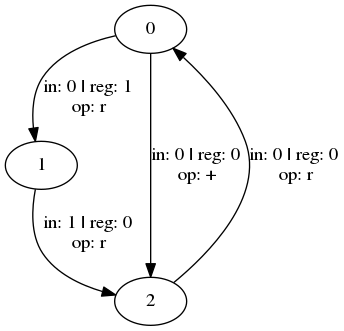 0
in: 0 | reg: 1
op: r
in: 0 | reg: 0
op: +
in: 0 | reg: 0
op: r
1
in: 1 | reg: 0
op: r
2